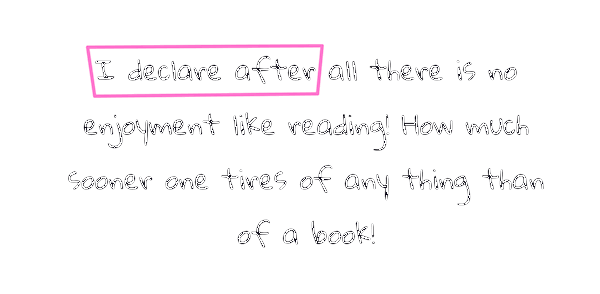 I declare after all there is no
enjoyment like reading! How much
sooner one tires of any thing than
of a book!